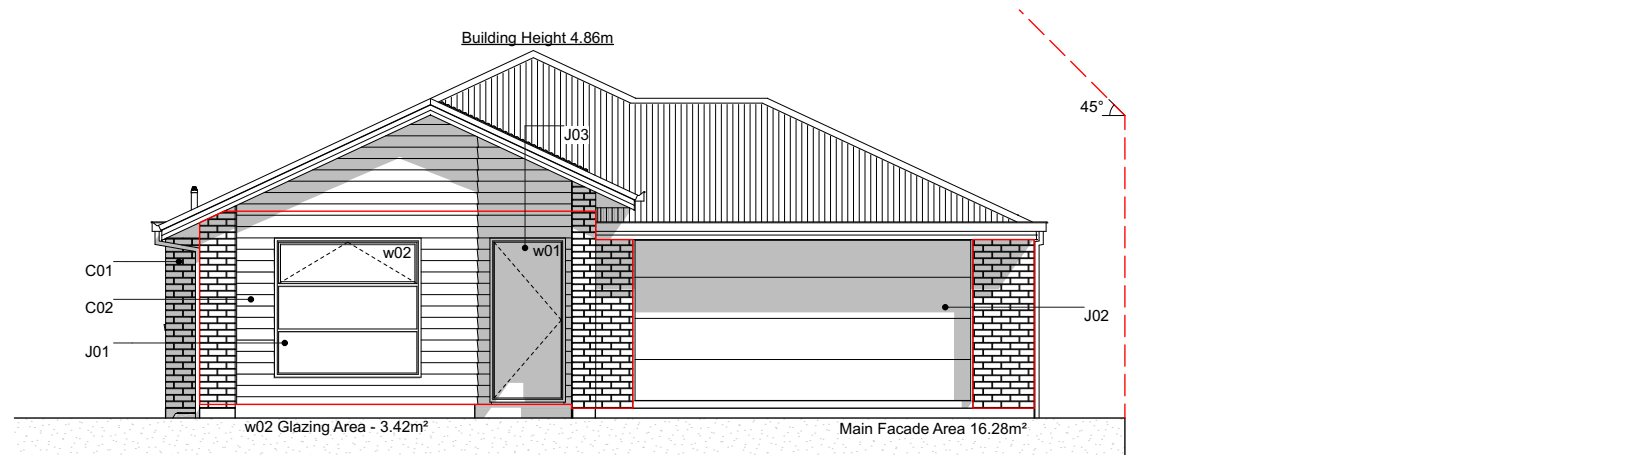 Building Height 4.86m
45°
J03
w02
w01
C01
C02
J02
J01
w02 Glazing Area - 3.42m²
Main Facade Area 16.28m²